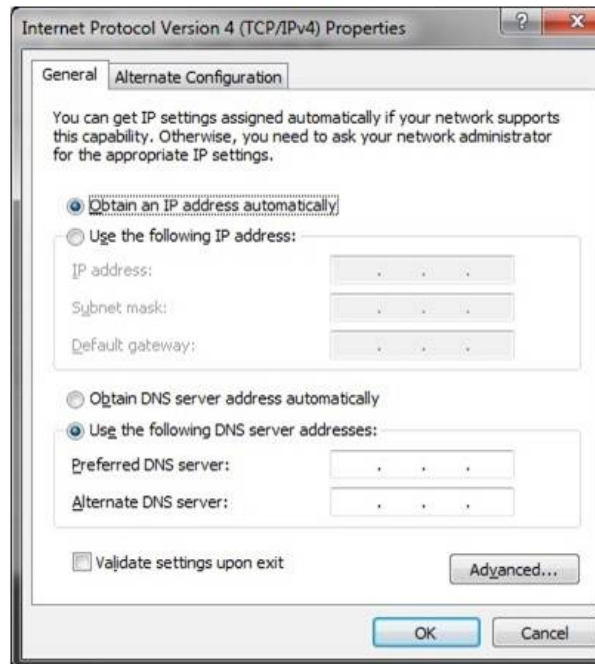 Internet Protocol Version 4 (TCP/IPv4) Properties
General
Alternate Configuration
You can get IP settings assigned automatically if your network supports
this capability. Otherwise, you need to ask your network administrator
for the appropriate IP settings.
Obtain an IP address automatically
Use the following IP address:
IP address:
Subnet mask:
Default gateway:
Obtain DNS server address automatically
Use the following DNS server addresses:
Preferred DNS server:
Alternate DNS server:
Validate settings upon exit
Advanced...
OK
Cancel